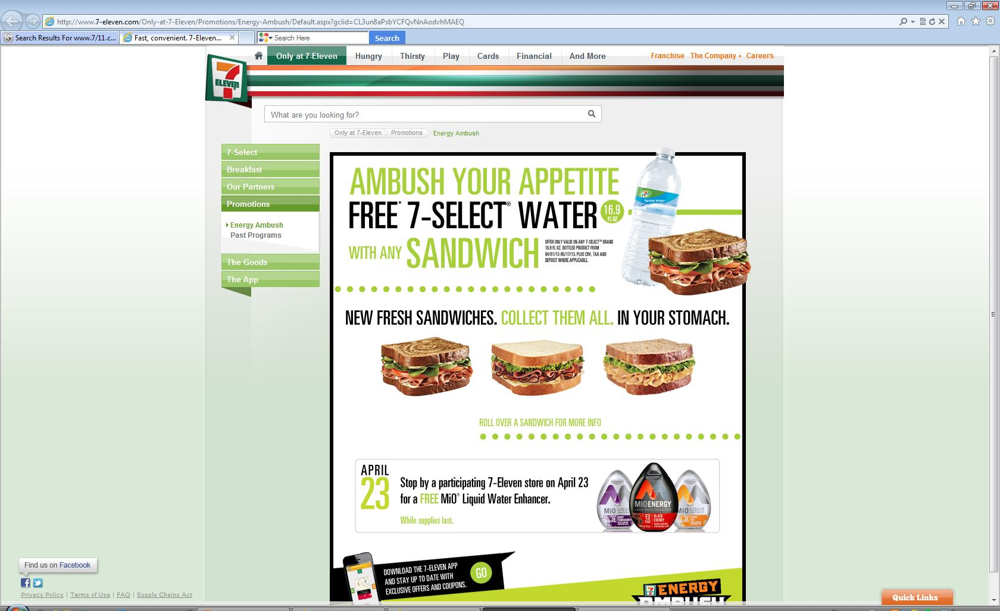 http://www.7-eleven.com/Only-at-7-Eleven/Promotions/Energy-Ambush/Default.aspx?gclid=CL3un8aPsbYCFQvNnAodvhMAEQ
Search Results For www.7/11.c...
Fast, convenient. 7-Eleven...
Search Here
Search
Only at 7-Eleven
Hungry
Thirsty
Play
Cards
Financial
And More
Franchise
The Company
Careers
7
ELEVEN
What are you looking for?
Only at 7-Eleven
Promotions
Energy Ambush
7-Select
Breakfast
Our Partners
Promotions
Energy Ambush
Past Programs
The Goods
The App
AMBUSH YOUR APPETITE
FREE* 7-SELECT® WATER 16.9 FL OZ
WITH ANY SANDWICH
OFFER ONLY VALID ON ANY 7-SELECT™ BRAND
16.9 FL OZ. BOTTLED PRODUCT FROM
04/01/13-05/17/13. PLUS CRV, TAX AND
DEPOSIT WHERE APPLICABLE.
Spring Water
NEW FRESH SANDWICHES. COLLECT THEM ALL. IN YOUR STOMACH.
ROLL OVER A SANDWICH FOR MORE INFO
APRIL
23
Stop by a participating 7-Eleven store on April 23
for a FREE MiO® Liquid Water Enhancer.
While supplies last.
MiO LIQUID
MIOENERGY
LIQUID WATER ENHANCER
BLACK
CHERRY
MiO LIQUID
DOWNLOAD THE 7-ELEVEN APP
AND STAY UP TO DATE WITH
EXCLUSIVE OFFERS AND COUPONS.
GO
ENERGY
AMBUSH
Find us on Facebook
Privacy Policy | Terms of Use | FAQ | Supply Chains Act
Quick Links